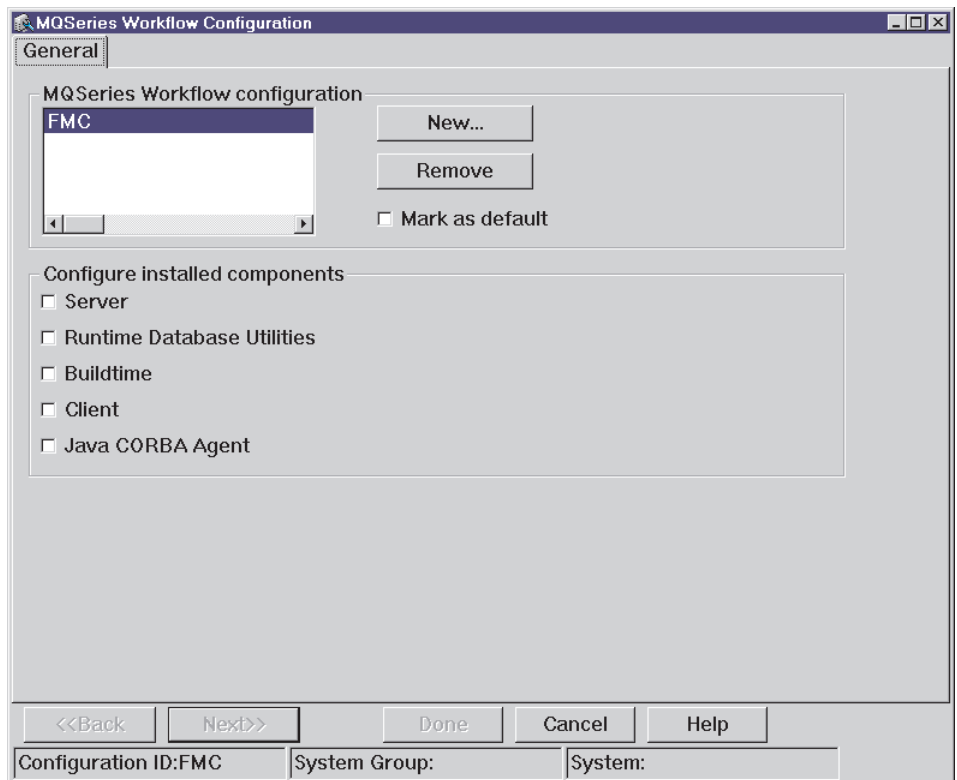 MQSeries Workflow Configuration
General
MQSeries Workflow configuration
FMC
New...
Remove
Mark as default
Configure installed components
Server
Runtime Database Utilities
Buildtime
Client
Java CORBA Agent
<<Back Next>> Done Cancel Help
Configuration ID:FMC System Group: System: